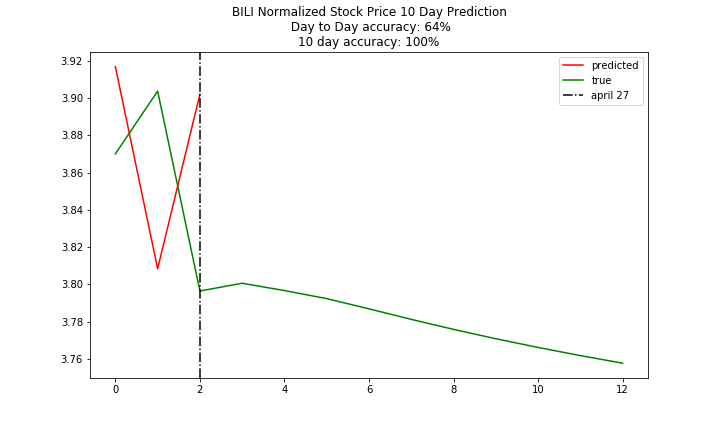 BILI Normalized Stock Price 10 Day Prediction
Day to Day accuracy: 64%
10 day accuracy: 100%
predicted
true
april 27
3.92
3.90
3.88
3.86
3.84
3.82
3.80
3.78
3.76
0 2 4 6 8 10 12